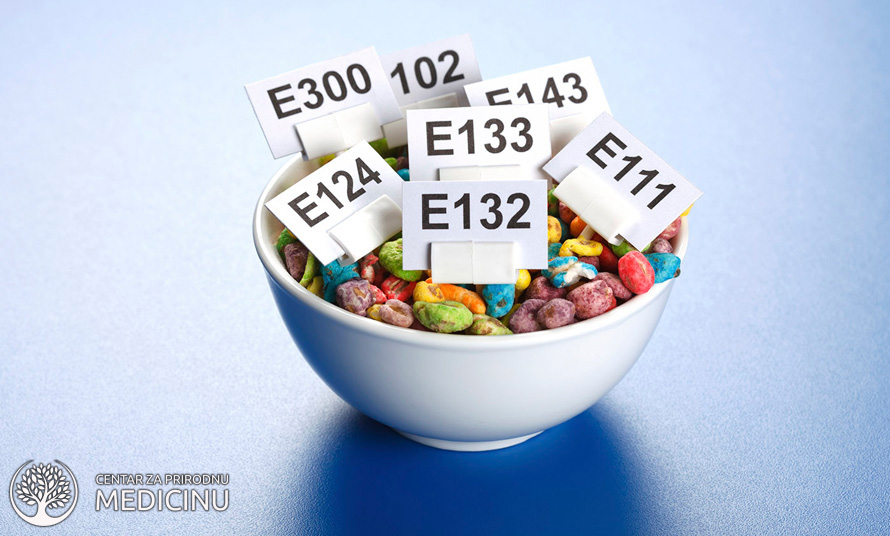 E300
102
E143
E133
E111
E124
E132
CENTAR ZA PRIRODNU
MEDICINU